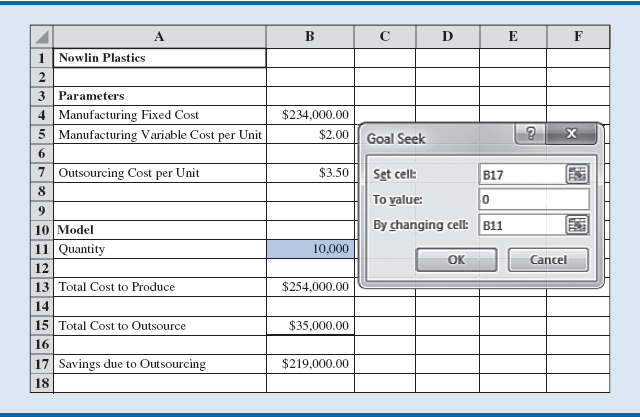 A B C D E F
1 Nowlin Plastics
2
3 Parameters
4 Manufacturing Fixed Cost $234,000.00
5 Manufacturing Variable Cost per Unit $2.00
6
7 Outsourcing Cost per Unit $3.50
8
9
10 Model
11 Quantity 10,000
12
13 Total Cost to Produce $254,000.00
14
15 Total Cost to Outsource $35,000.00
16
17 Savings due to Outsourcing $219,000.00
18
Goal Seek ? X
Set cell: B17
To value: 0
By changing cell: B11
OK Cancel